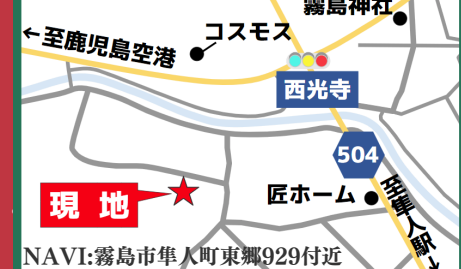 霧島神社
コスモス
←至鹿児島空港
西光寺
504
現 地
匠ホーム
至隼人駅→
NAVI:霧島市隼人町東郷929付近